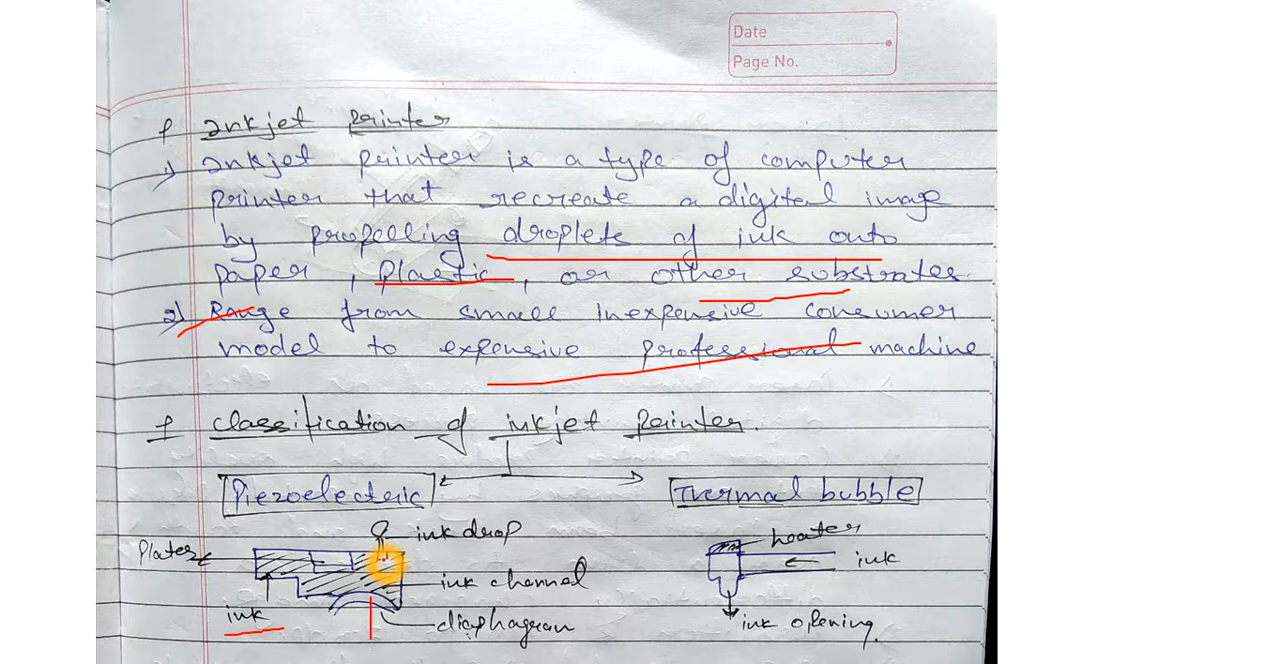 Date
Page No.
inkjet printer
1) Inkjet printer is a type of computer
printer that recreate a digital image
by propelling droplets of ink onto
paper, plastic, or other substrates
2) Range from small inexpensive consumer
model to expensive professional machine
classification of inkjet printer.
Piezoelectric
Thermal bubble
ink drop
Plates
ink channel
ink
diaphagram
heater
ink
ink opening.